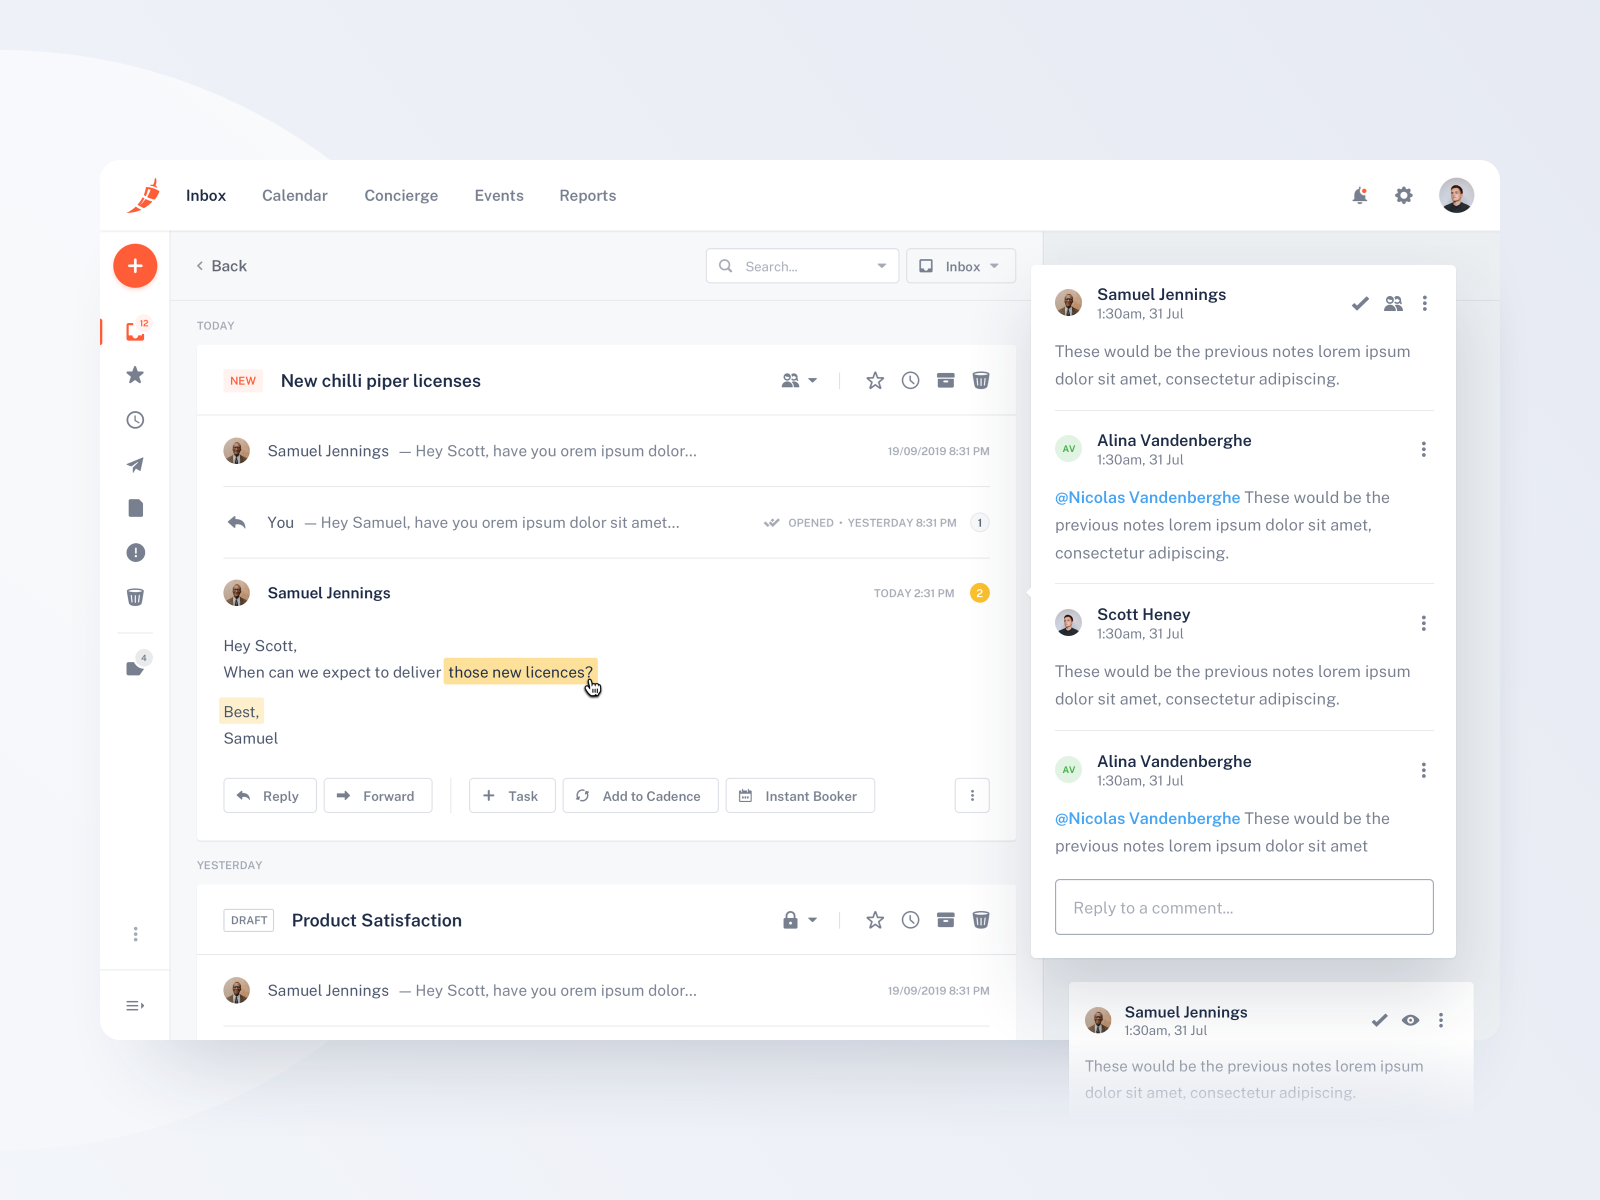 Inbox Calendar Concierge Events Reports
Back
Search...
Inbox
12
4
TODAY
NEW New chilli piper licenses
Samuel Jennings — Hey Scott, have you orem ipsum dolor... 19/09/2019 8:31 PM
You — Hey Samuel, have you orem ipsum dolor sit amet... OPENED • YESTERDAY 8:31 PM 1
Samuel Jennings TODAY 2:31 PM 2
Hey Scott,
When can we expect to deliver those new licences?
Best,
Samuel
Reply Forward Task Add to Cadence Instant Booker
YESTERDAY
DRAFT Product Satisfaction
Samuel Jennings — Hey Scott, have you orem ipsum dolor... 19/09/2019 8:31 PM
Samuel Jennings
1:30am, 31 Jul
These would be the previous notes lorem ipsum
dolor sit amet, consectetur adipiscing.
AV Alina Vandenberghe
1:30am, 31 Jul
@Nicolas Vandenberghe These would be the
previous notes lorem ipsum dolor sit amet,
consectetur adipiscing.
Scott Heney
1:30am, 31 Jul
These would be the previous notes lorem ipsum
dolor sit amet, consectetur adipiscing.
AV Alina Vandenberghe
1:30am, 31 Jul
@Nicolas Vandenberghe These would be the
previous notes lorem ipsum dolor sit amet
Reply to a comment...
Samuel Jennings
1:30am, 31 Jul
These would be the previous notes lorem ipsum
dolor sit amet, consectetur adipiscing.